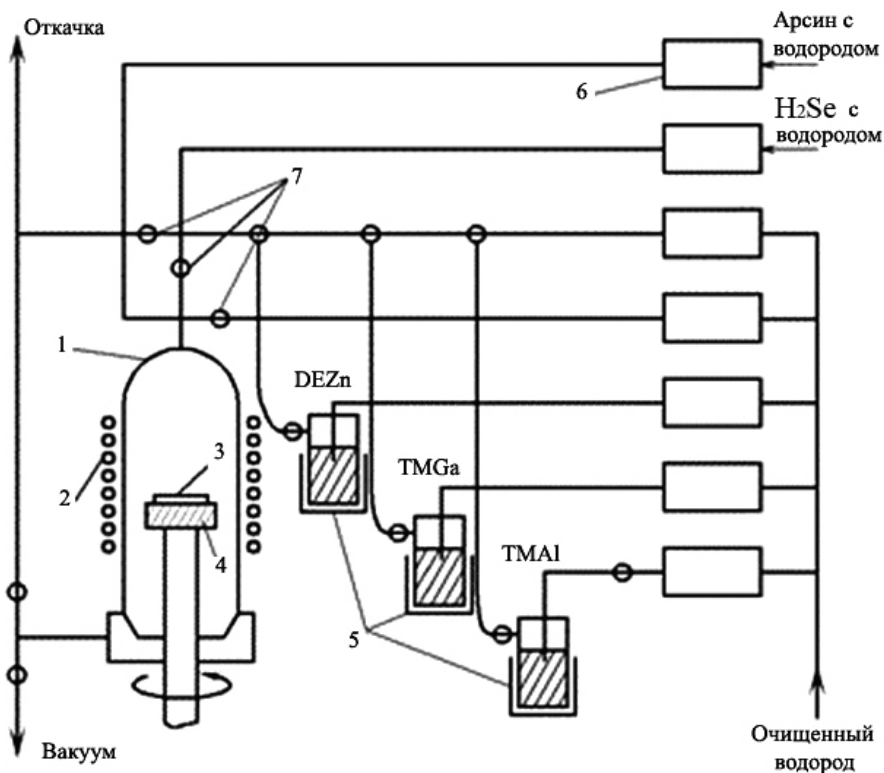 Откачка
Арсин с
водородом
6
H2Se с
водородом
7
1
DEZn
2
3
TMGa
4
TMAl
5
Вакуум
Очищенный
водород